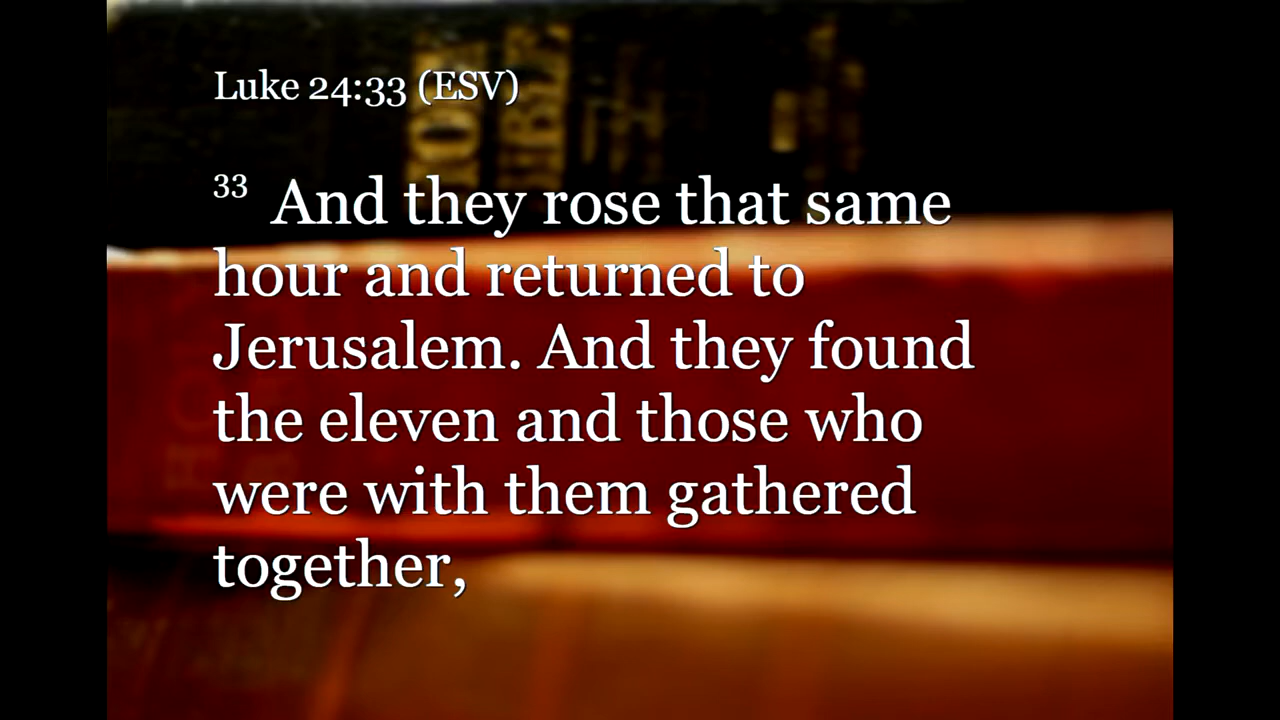 Luke 24:33 (ESV)
33 And they rose that same
hour and returned to
Jerusalem. And they found
the eleven and those who
were with them gathered
together,